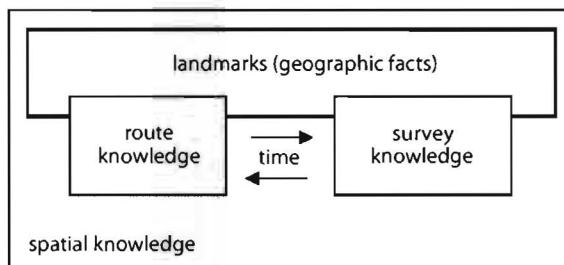 landmarks (geographic facts)
route
knowledge
time
survey
knowledge
spatial knowledge